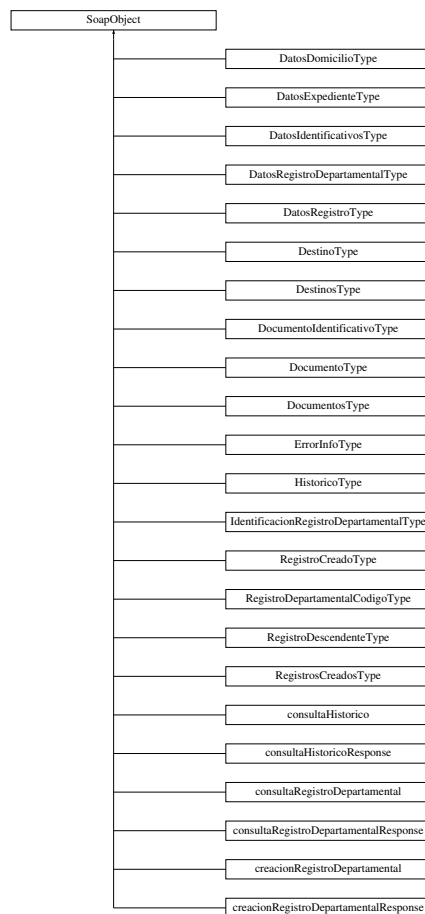 SoapObject
DatosDomicilioType
DatosExpedienteType
DatosIdentificativosType
DatosRegistroDepartamentalType
DatosRegistroType
DestinoType
DestinosType
DocumentoIdentificativoType
DocumentoType
DocumentosType
ErrorInfoType
HistoricoType
IdentificacionRegistroDepartamentalType
RegistroCreadoType
RegistroDepartamentalCodigoType
RegistroDescendenteType
RegistrosCreadosType
consultaHistorico
consultaHistoricoResponse
consultaRegistroDepartamental
consultaRegistroDepartamentalResponse
creacionRegistroDepartamental
creacionRegistroDepartamentalResponse